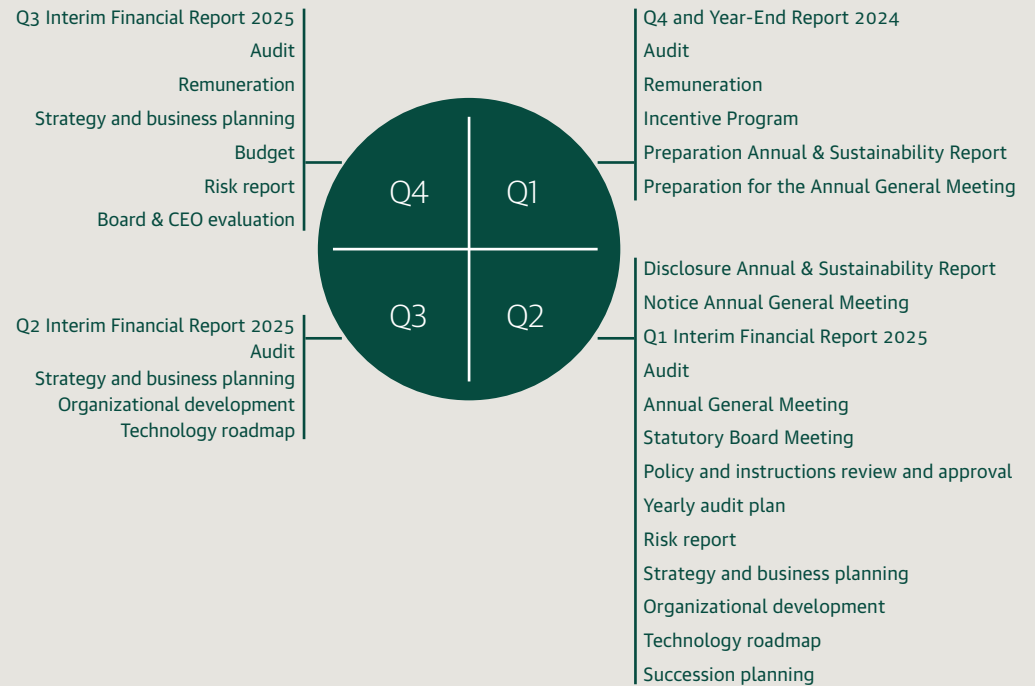 Q3 Interim Financial Report 2025
Audit
Remuneration
Strategy and business planning
Budget
Risk report
Board & CEO evaluation
Q4 and Year-End Report 2024
Audit
Remuneration
Incentive Program
Preparation Annual & Sustainability Report
Preparation for the Annual General Meeting
Q4
Q1
Q3
Q2
Q2 Interim Financial Report 2025
Audit
Strategy and business planning
Organizational development
Technology roadmap
Disclosure Annual & Sustainability Report
Notice Annual General Meeting
Q1 Interim Financial Report 2025
Audit
Annual General Meeting
Statutory Board Meeting
Policy and instructions review and approval
Yearly audit plan
Risk report
Strategy and business planning
Organizational development
Technology roadmap
Succession planning